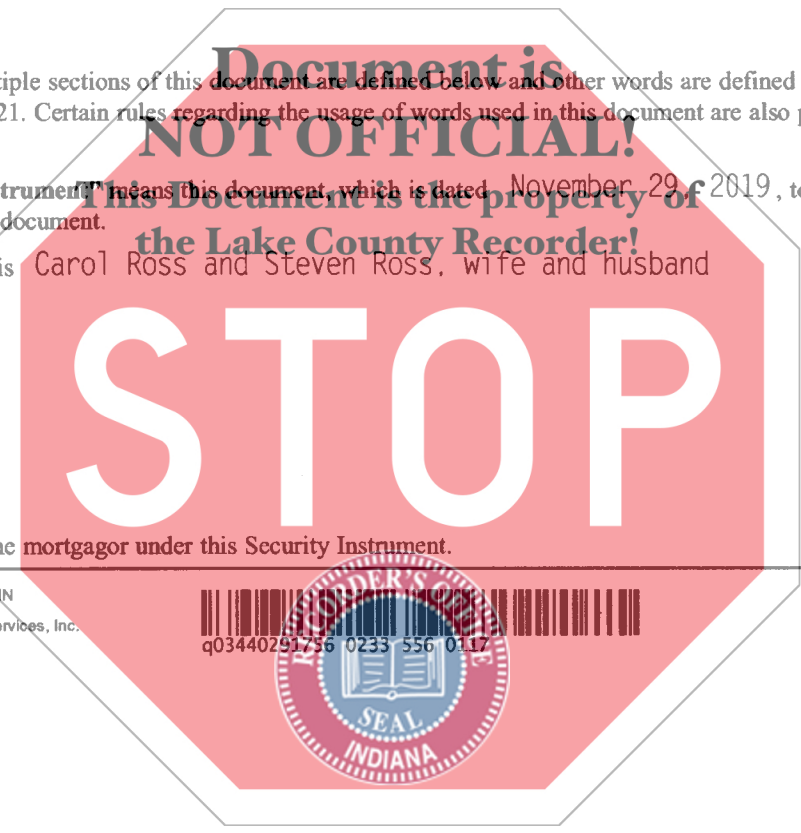 Document is
tiple sections of this document are defined below and other words are defined
21. Certain rules regarding the usage of words used in this document are also p
NOT OFFICIAL!
trument" means this document, which is dated November 29, 2019, to
This Document is the property of
document.
the Lake County Recorder!
is Carol Ross and Steven Ross, wife and husband
STOP
ne mortgagor under this Security Instrument.
IN
ervices, Inc.
q03440291756 0233 556 0117
RECORDER'S OFFICE
SEAL
INDIANA